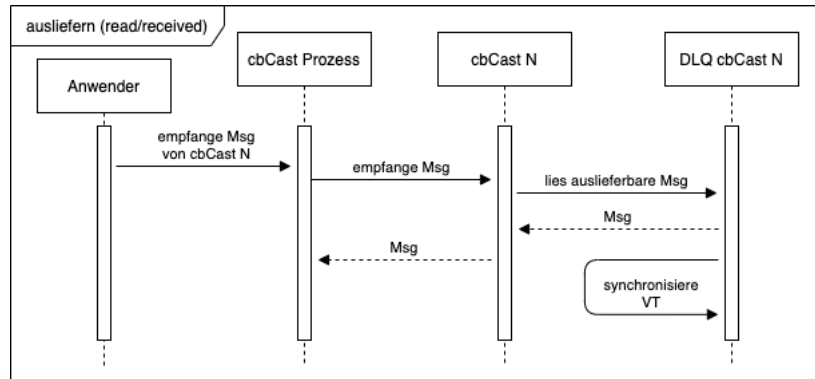 ausliefern (read/received)
Anwender
cbCast Prozess
cbCast N
DLQ cbCast N
empfange Msg
von cbCast N
empfange Msg
lies auslieferbare Msg
Msg
Msg
synchronisiere
VT